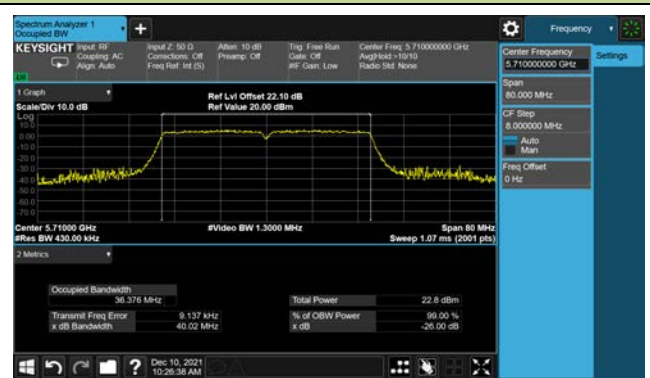 Spectrum Analyzer 1
Occupied BW
+
Frequency
KEYSIGHT
Input: RF
Coupling: AC
Align: Auto
Input Z: 50 Ω
Corrections: Off
Freq Ref: Int (S)
Atten: 10 dB
Preamp: Off
Trig: Free Run
Gate: Off
#IF Gain: Low
Center Freq: 5.710000000 GHz
Avg|Hold:>10/10
Radio Std: None
Center Frequency
5.710000000 GHz
Settings
Span
80.000 MHz
CF Step
8.000000 MHz
Auto
Man
Freq Offset
0 Hz
1 Graph
Scale/Div 10.0 dB
Ref Lvl Offset 22.10 dB
Ref Value 20.00 dBm
Log
10.0
0.00
-10.0
-20.0
-30.0
-40.0
-50.0
-60.0
-70.0
Center 5.71000 GHz
#Res BW 430.00 kHz
#Video BW 1.3000 MHz
Span 80 MHz
Sweep 1.07 ms (2001 pts)
2 Metrics
Occupied Bandwidth
36.376 MHz
Total Power 22.8 dBm
Transmit Freq Error 9.137 kHz
% of OBW Power 99.00 %
x dB Bandwidth 40.02 MHz
x dB -26.00 dB
?
Dec 10, 2021
10:26:38 AM